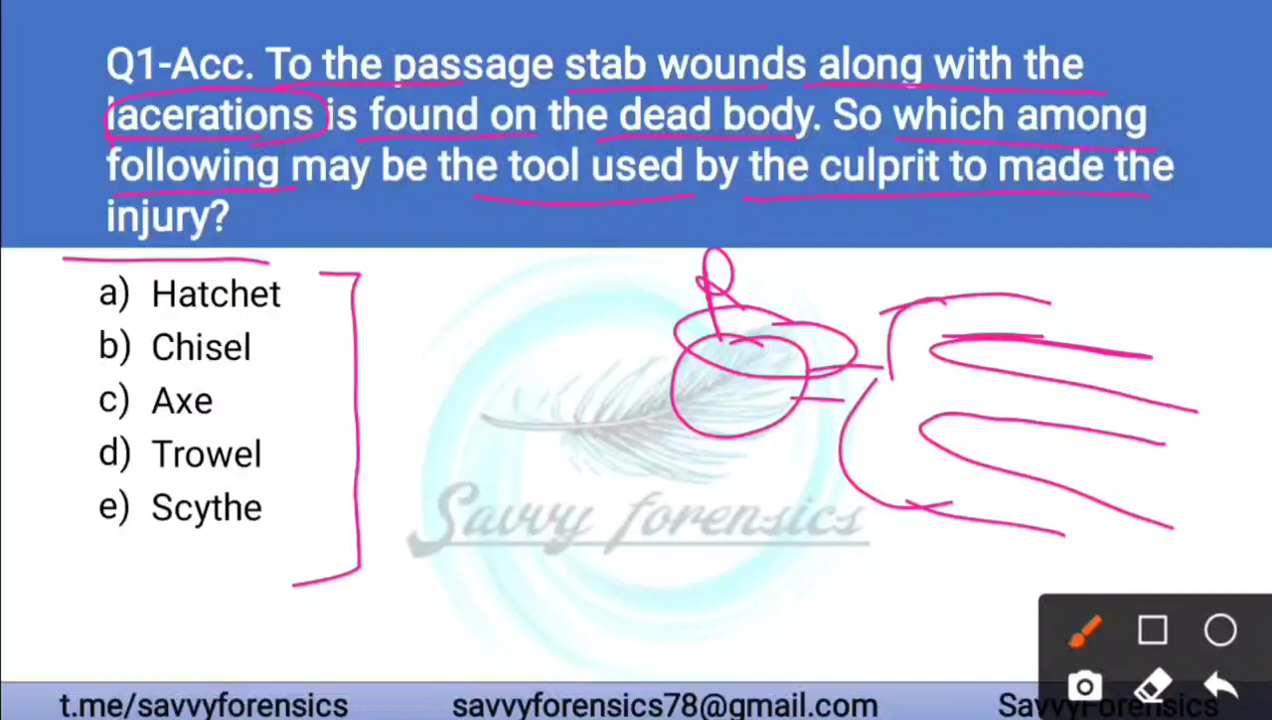 Q1-Acc. To the passage stab wounds along with the
lacerations is found on the dead body. So which among
following may be the tool used by the culprit to made the
injury?
a) Hatchet
b) Chisel
c) Axe
d) Trowel
e) Scythe
Savvy forensics
t.me/savvyforensics savvyforensics78@gmail.com SavvyForensics